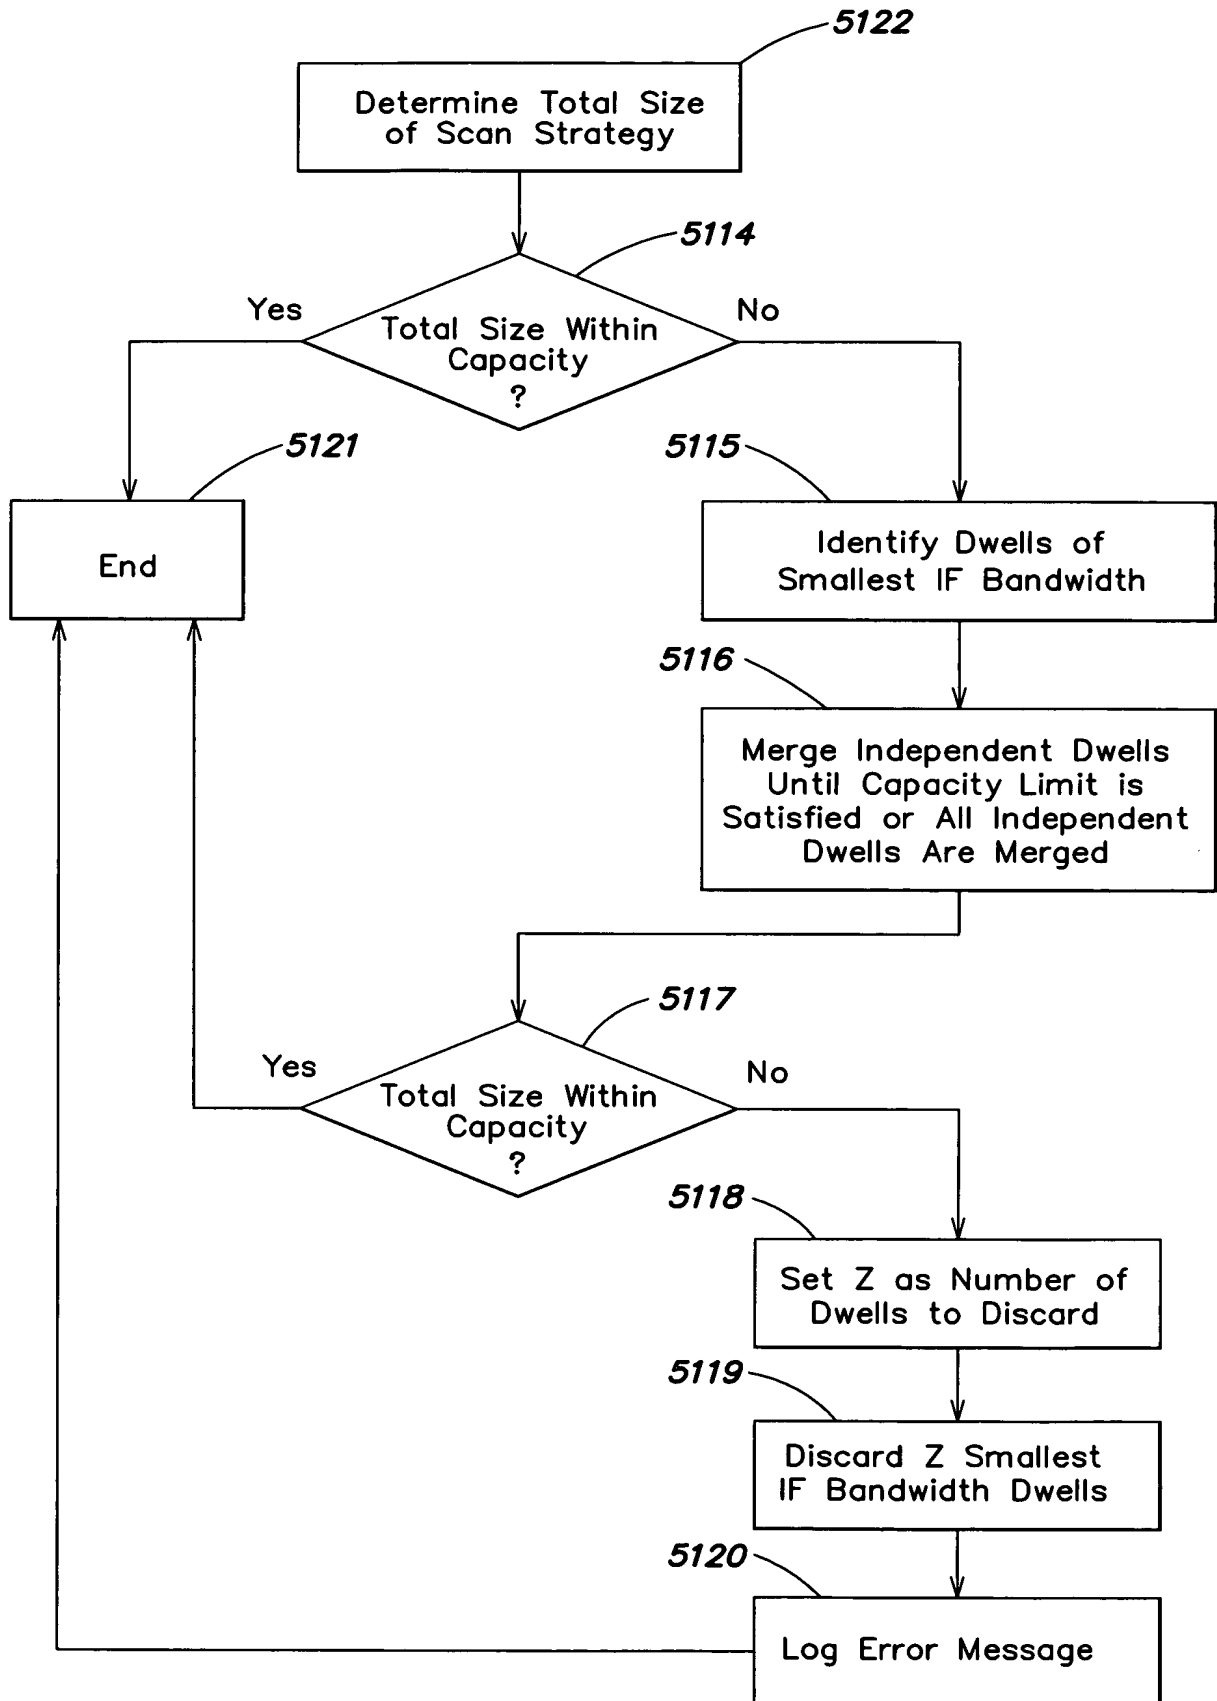 5122
Determine Total Size
of Scan Strategy
5114
Yes
No
Total Size Within
Capacity
?
5121
5115
End
Identify Dwells of
Smallest IF Bandwidth
5116
Merge Independent Dwells
Until Capacity Limit is
Satisfied or All Independent
Dwells Are Merged
5117
Yes
No
Total Size Within
Capacity
?
5118
Set Z as Number of
Dwells to Discard
5119
Discard Z Smallest
IF Bandwidth Dwells
5120
Log Error Message